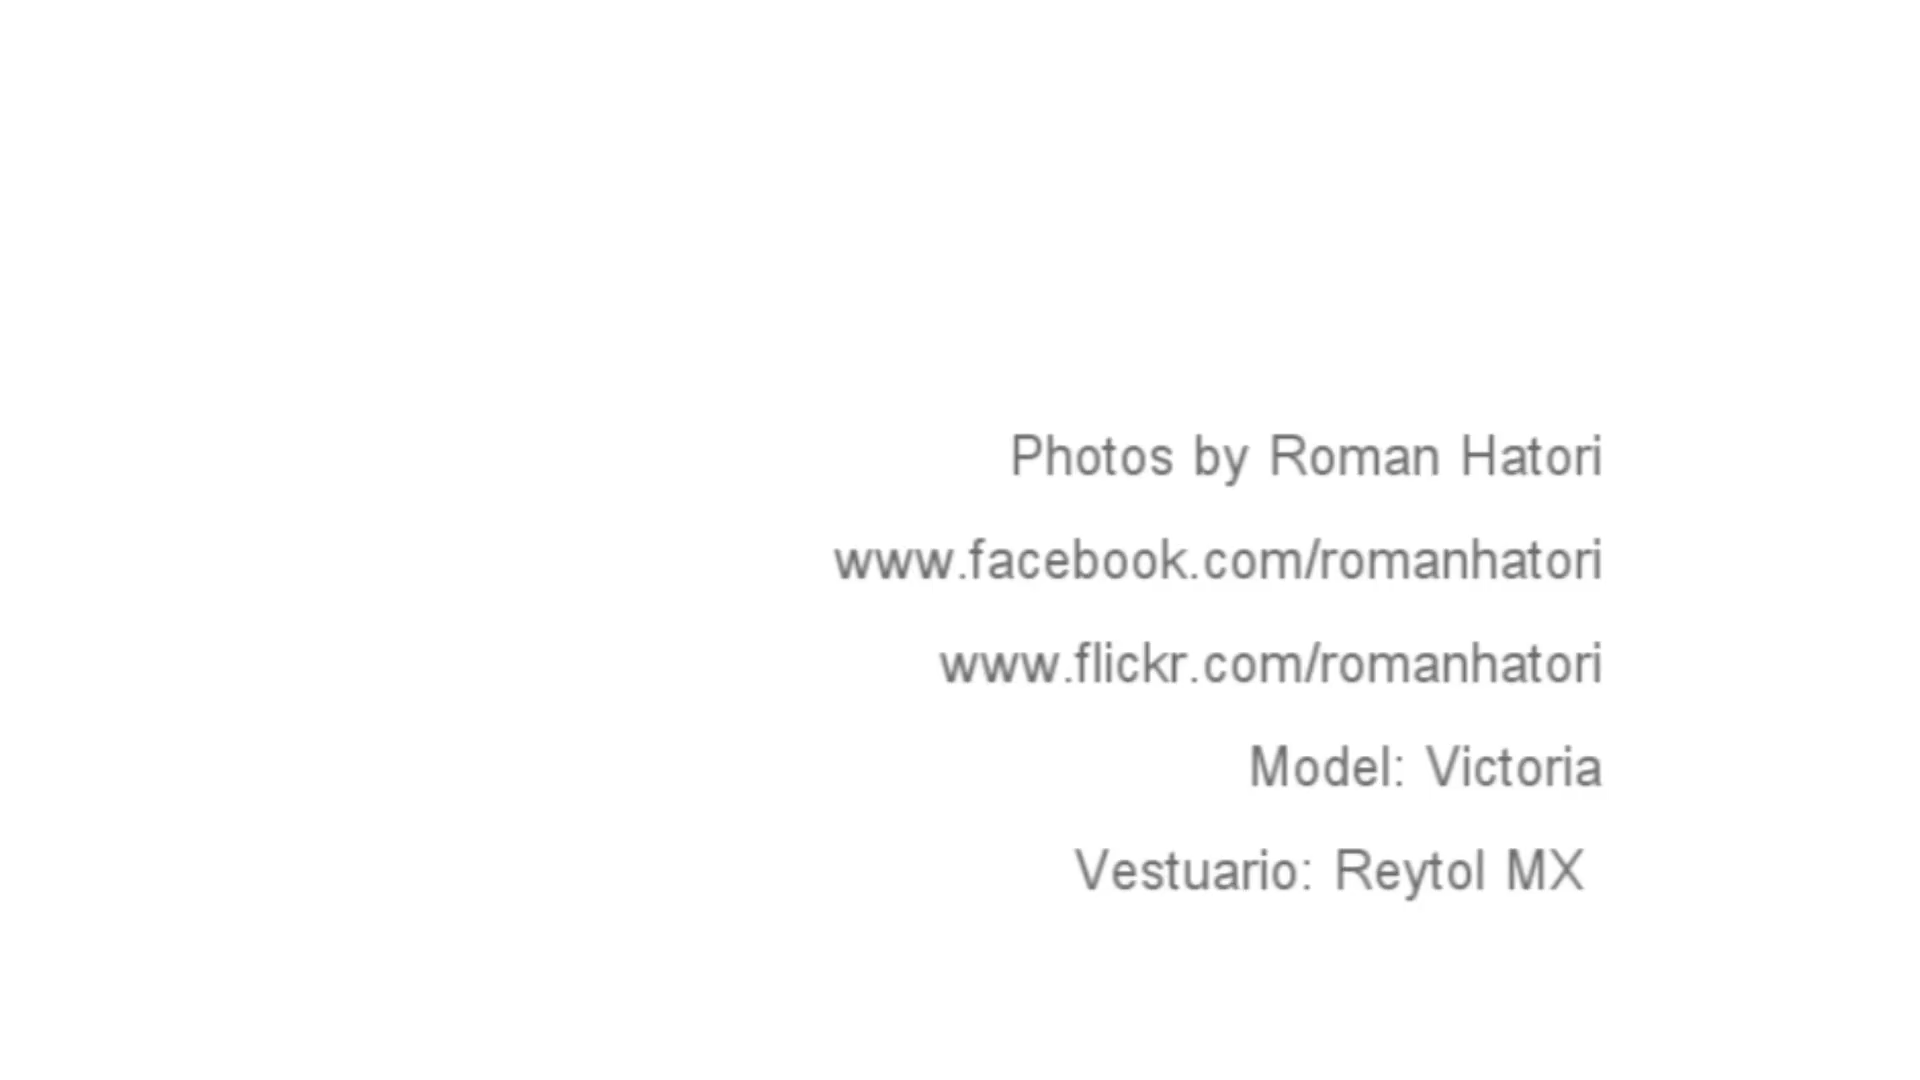 Photos by Roman Hatori
www.facebook.com/romanhatori
www.flickr.com/romanhatori
Model: Victoria
Vestuario: Reytol MX